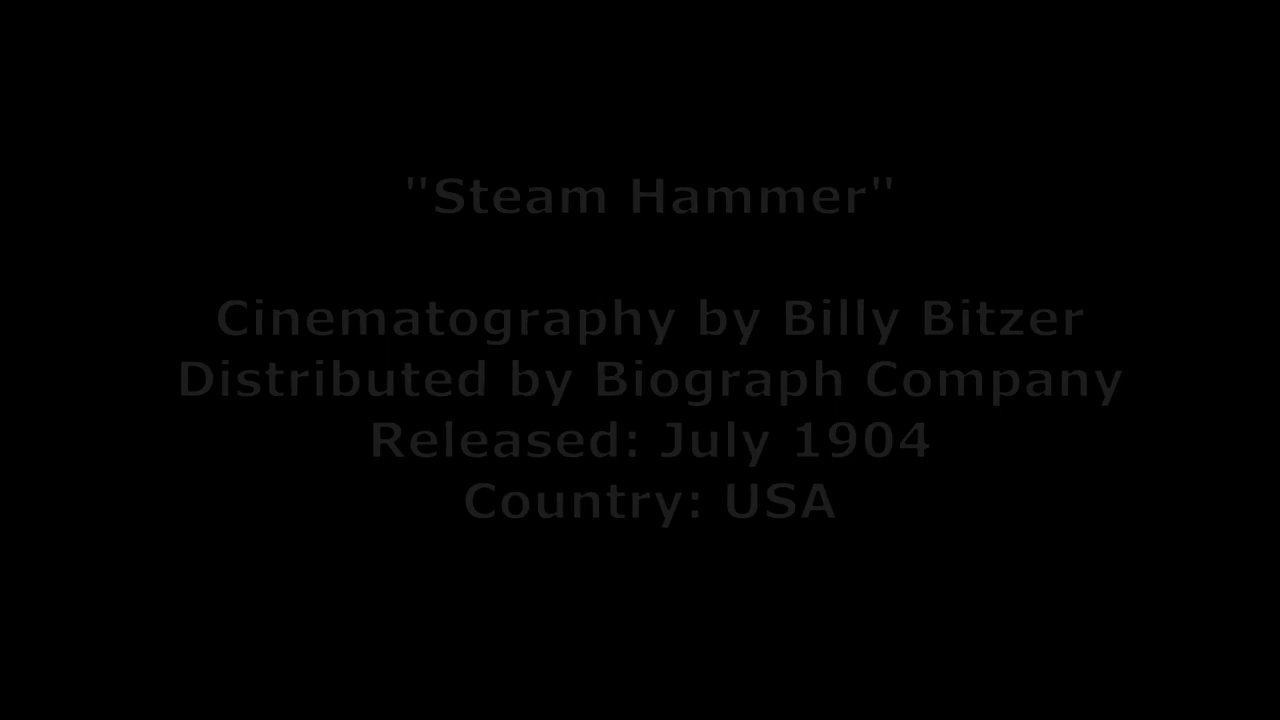 "Steam Hammer"
Cinematography by Billy Bitzer
Distributed by Biograph Company
Released: July 1904
Country: USA